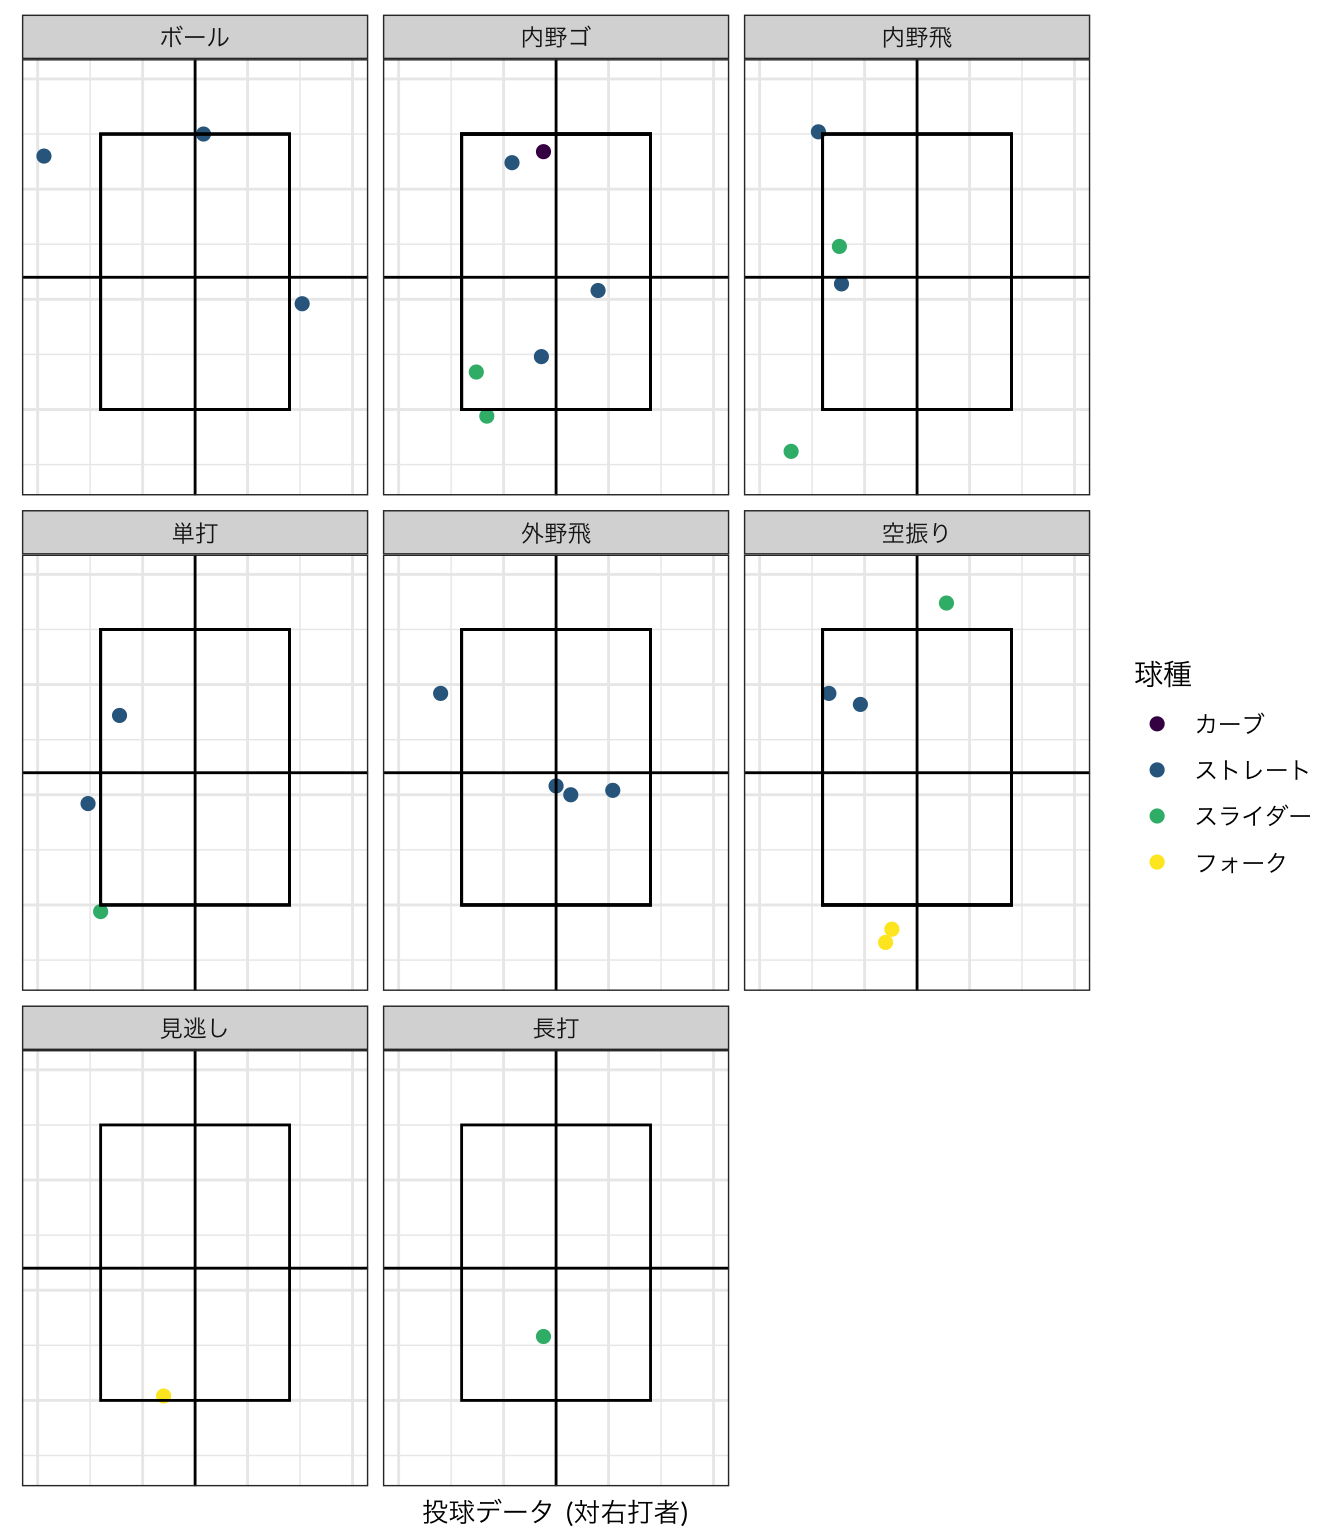 ボール
内野ゴ
内野飛
単打
外野飛
空振り
球種
カーブ
ストレート
スライダー
フォーク
見逃し
長打
投球データ (対右打者)